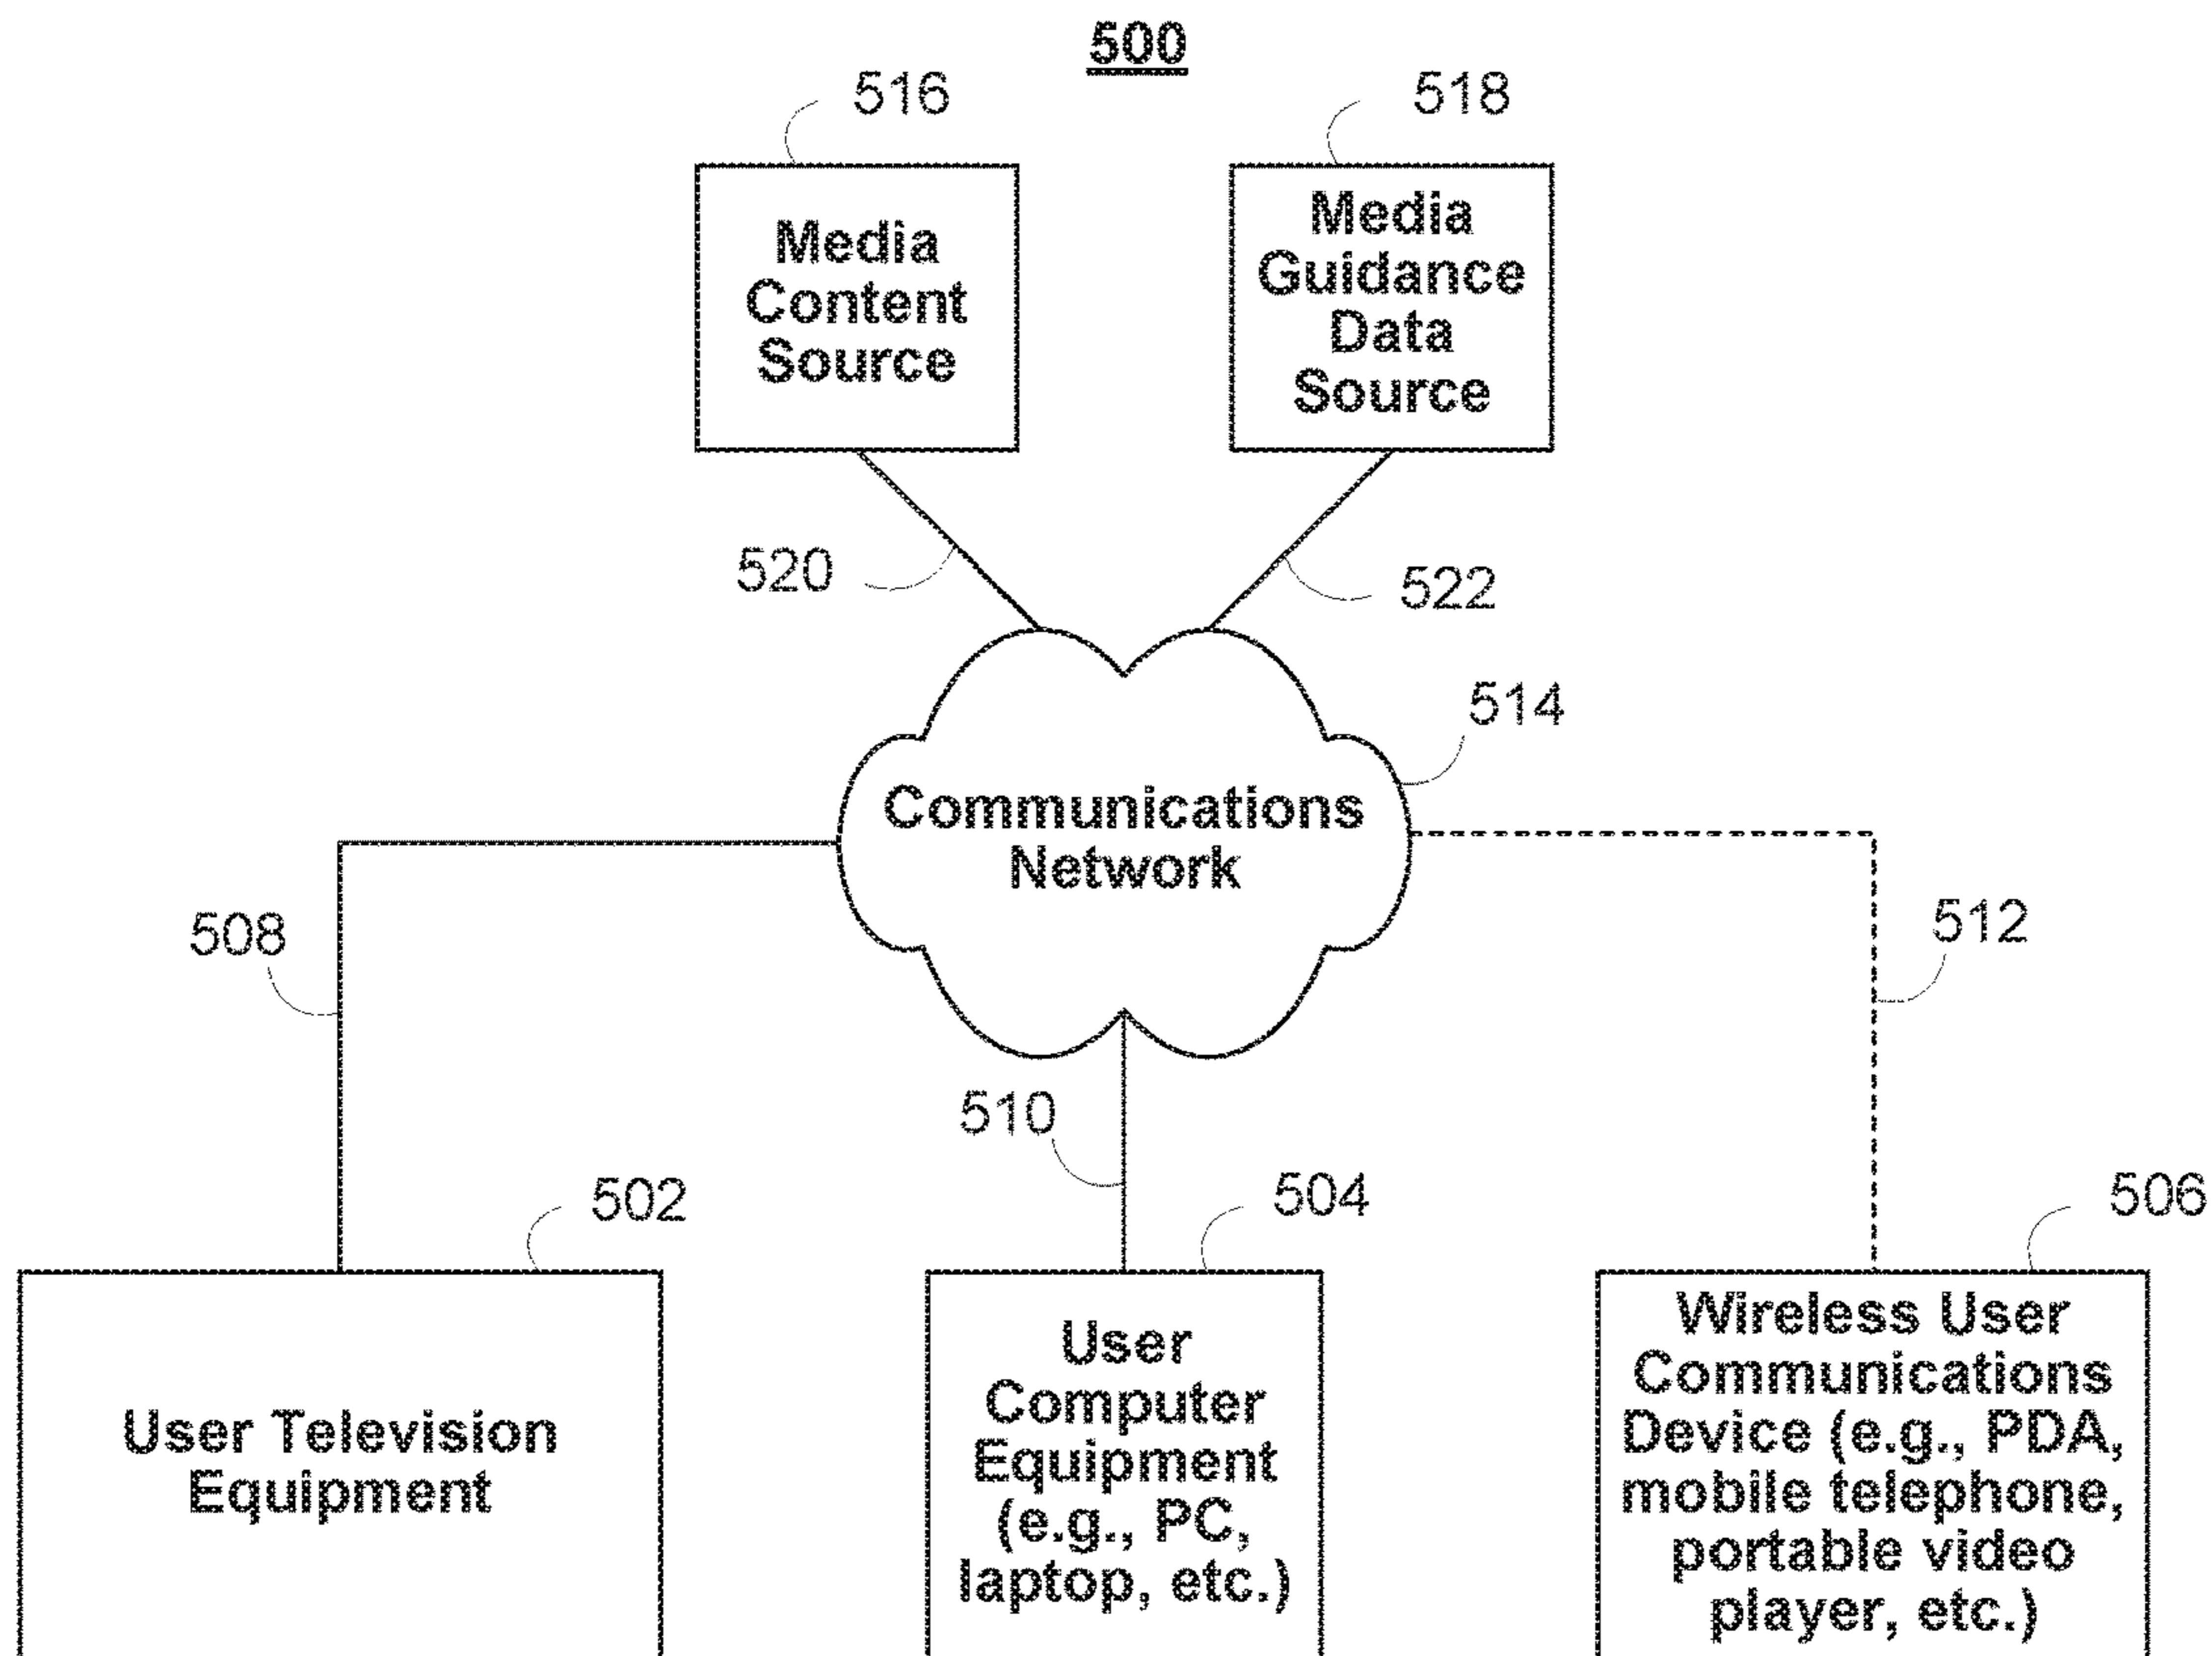 500
516
518
Media
Content
Source
Media
Guidance
Data
Source
520
522
514
Communications
Network
508
512
510
502
504
506
User Television
Equipment
User
Computer
Equipment
(e.g., PC,
laptop, etc.)
Wireless User
Communications
Device (e.g., PDA,
mobile telephone,
portable video
player, etc.)